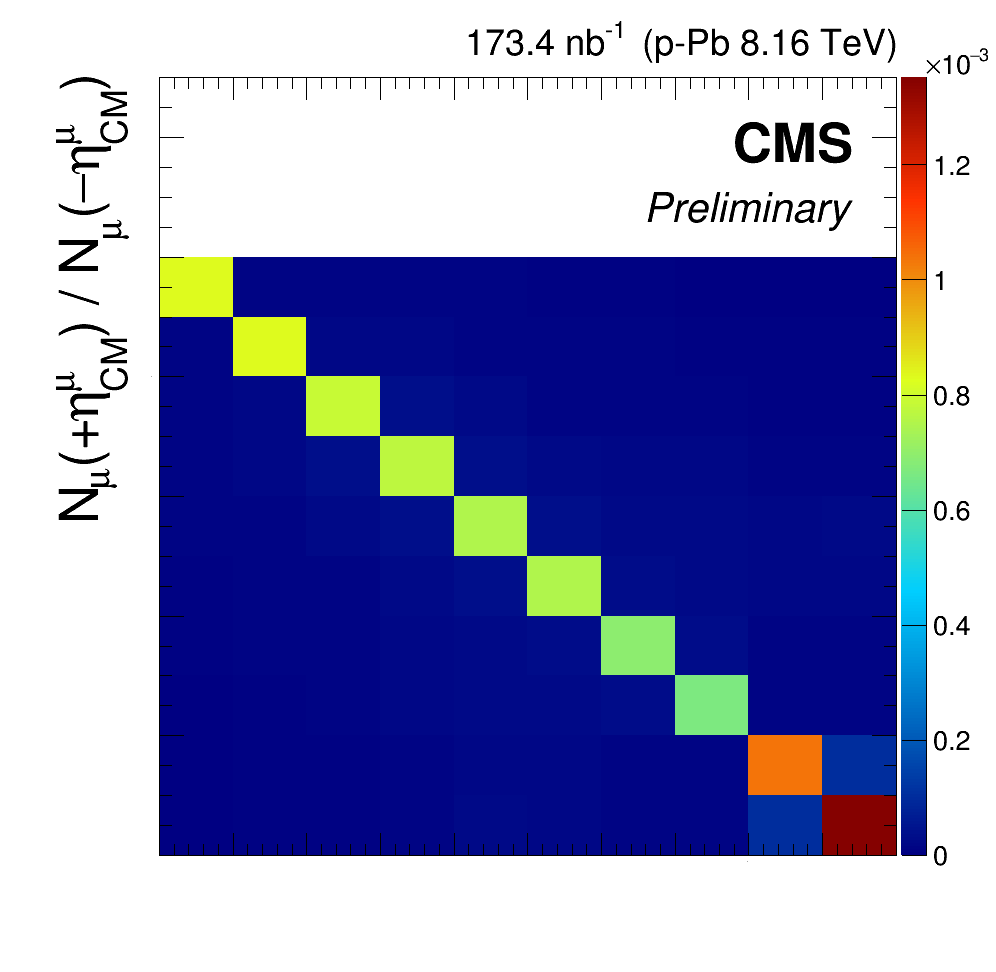 173.4 nb⁻¹ (p-Pb 8.16 TeV)
×10⁻³
CMS
Preliminary
N_μ(+η^μ_CM) / N_μ(−η^μ_CM)
1.2
1
0.8
0.6
0.4
0.2
0